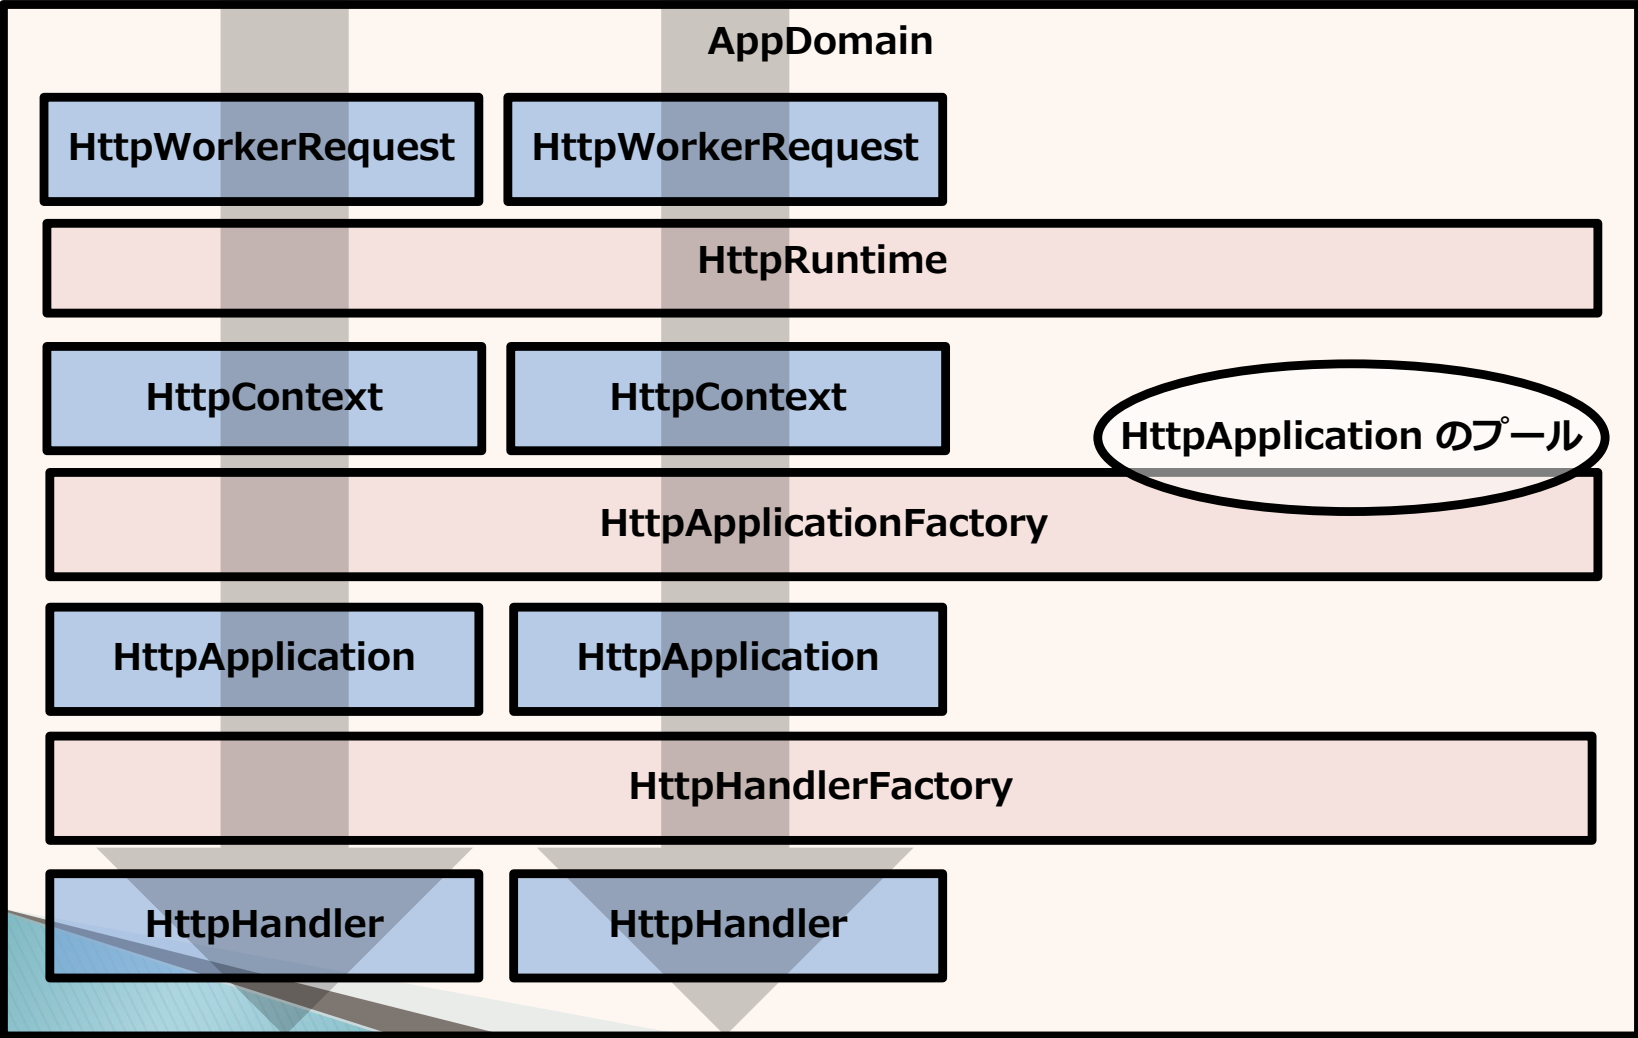 AppDomain
HttpWorkerRequest
HttpWorkerRequest
HttpRuntime
HttpContext
HttpContext
HttpApplication のプール
HttpApplicationFactory
HttpApplication
HttpApplication
HttpHandlerFactory
HttpHandler
HttpHandler